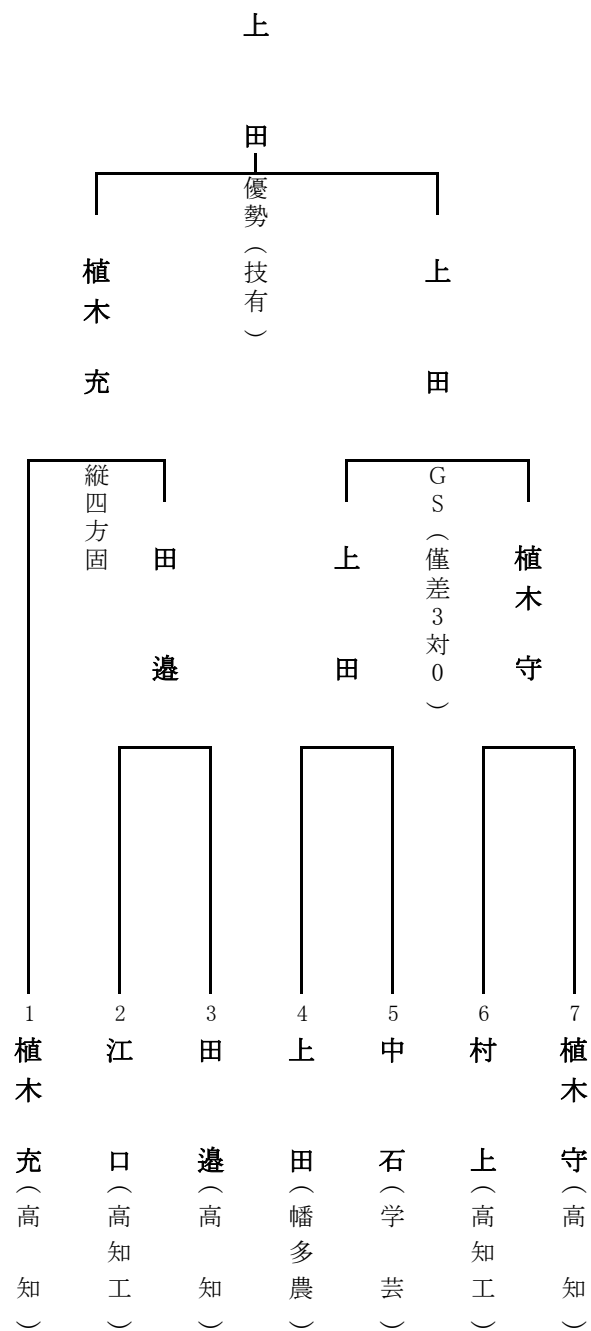 上田
優勢（技有）
植木充
上田
縦四方固
GS（僅差3対0）
田邉
上田
植木守
1
2
3
4
5
6
7
植木充（高知）
江口（高知工）
田邉（高知）
上田（幡多農）
中石（学芸）
村上（高知工）
植木守（高知）